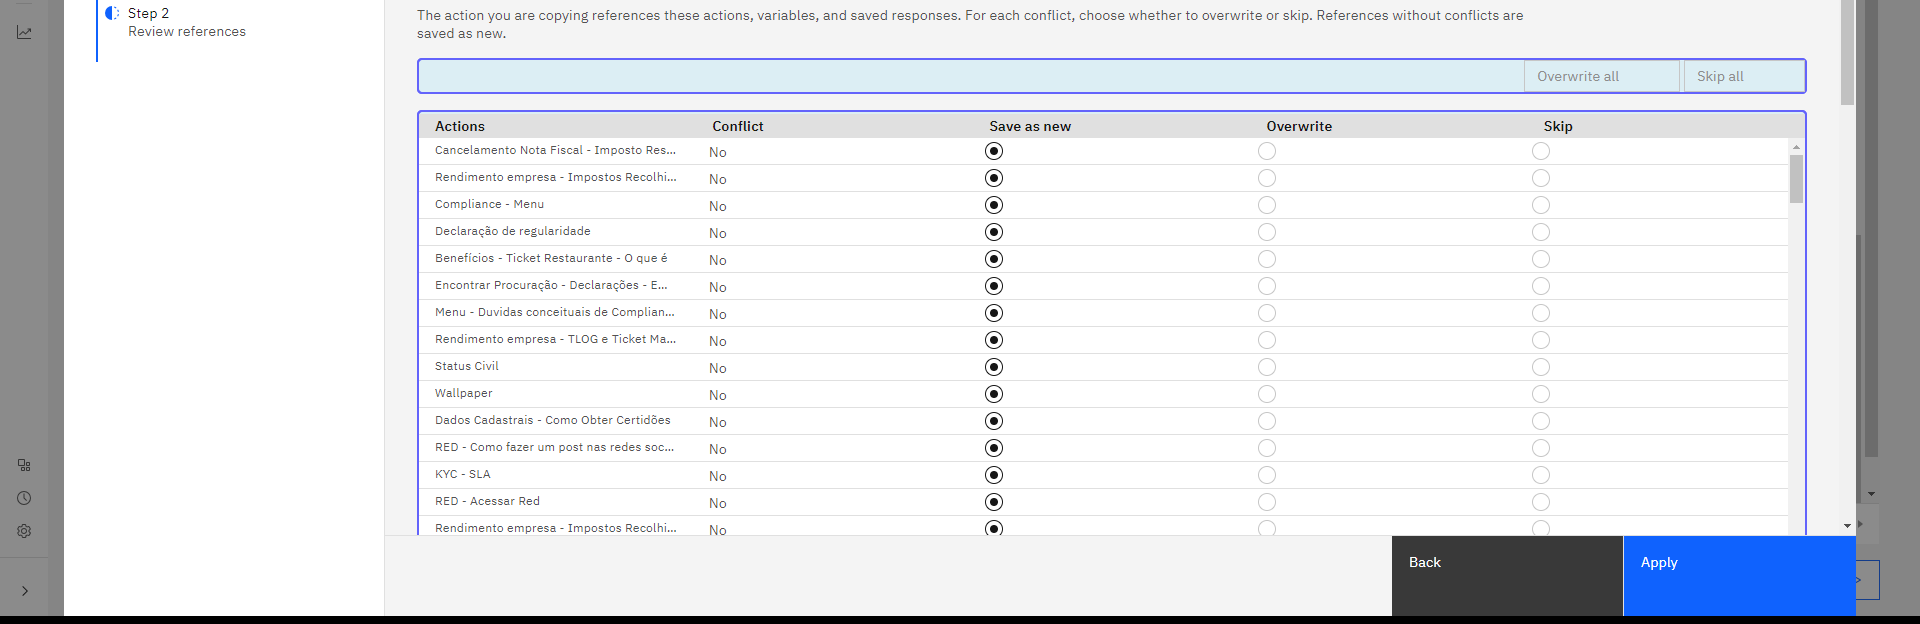 Step 2
Review references
The action you are copying references these actions, variables, and saved responses. For each conflict, choose whether to overwrite or skip. References without conflicts are
saved as new.
Overwrite all Skip all
Actions Conflict Save as new Overwrite Skip
Cancelamento Nota Fiscal - Imposto Res... No
Rendimento empresa - Impostos Recolhi... No
Compliance - Menu No
Declaração de regularidade No
Benefícios - Ticket Restaurante - O que é No
Encontrar Procuração - Declarações - E... No
Menu - Duvidas conceituais de Complian... No
Rendimento empresa - TLOG e Ticket Ma... No
Status Civil No
Wallpaper No
Dados Cadastrais - Como Obter Certidões No
RED - Como fazer um post nas redes soc... No
KYC - SLA No
RED - Acessar Red No
Rendimento empresa - Impostos Recolhi... No
Back Apply